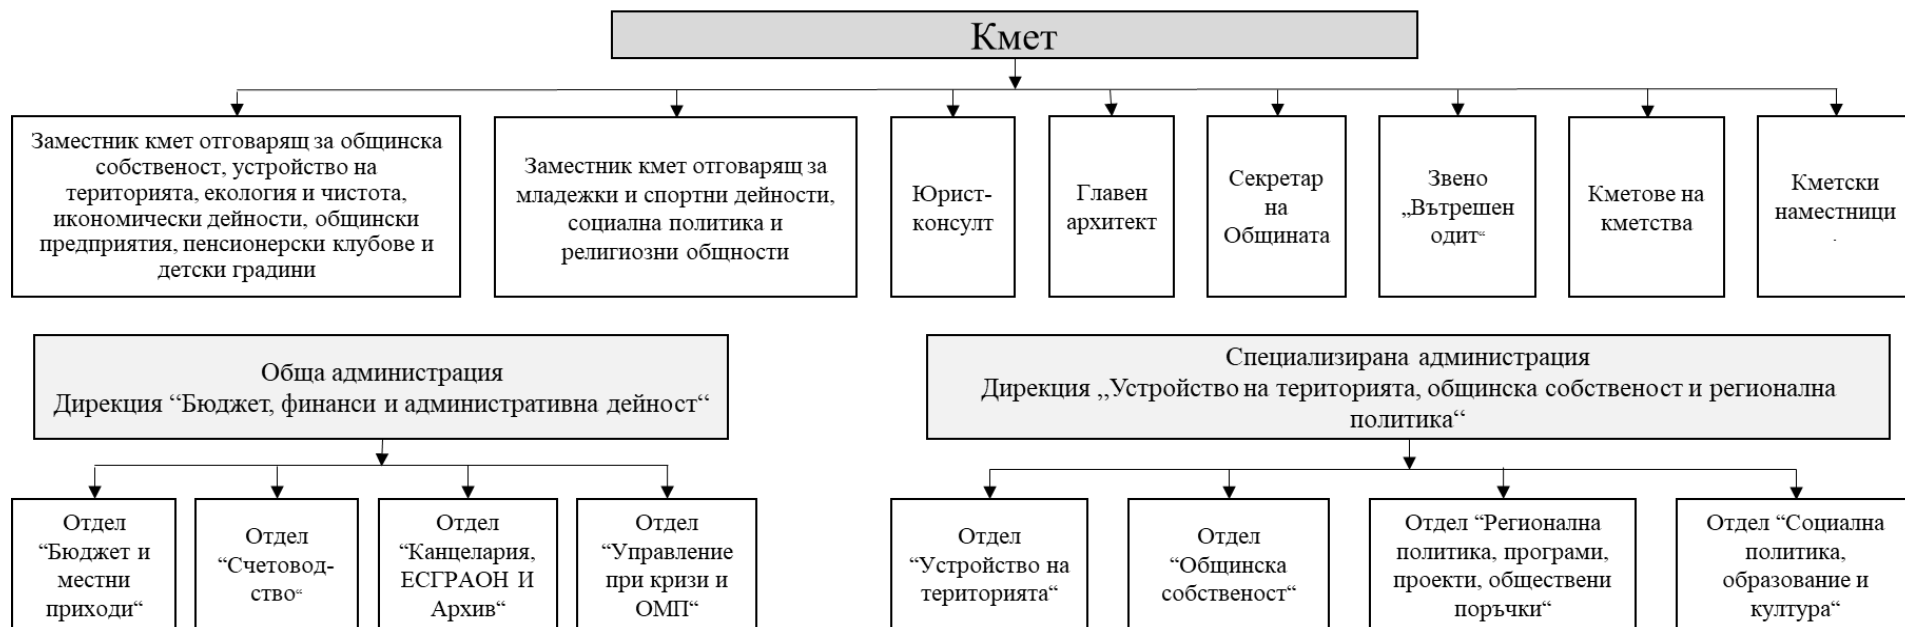 Кмет
Заместник кмет отговарящ за общинска
собственост, устройство на
територията, екология и чистота,
икономически дейности, общински
предприятия, пенсионерски клубове и
детски градини
Заместник кмет отговарящ за
младежки и спортни дейности,
социална политика и
религиозни общности
Юрист-
консулт
Главен
архитект
Секретар
на
Общината
Звено
„Вътрешен
одит“
Кметове на
кметства
Кметски
наместници
.
Обща администрация
Дирекция “Бюджет, финанси и административна дейност“
Специализирана администрация
Дирекция „Устройство на територията, общинска собственост и регионална
политика“
Отдел
“Бюджет и
местни
приходи“
Отдел
“Счетовод-
ство“
Отдел
“Канцелария,
ЕСГРАОН И
Архив“
Отдел
“Управление
при кризи и
ОМП“
Отдел
“Устройство на
територията“
Отдел
“Общинска
собственост“
Отдел “Регионална
политика, програми,
проекти, обществени
поръчки“
Отдел “Социална
политика,
образование и
култура“